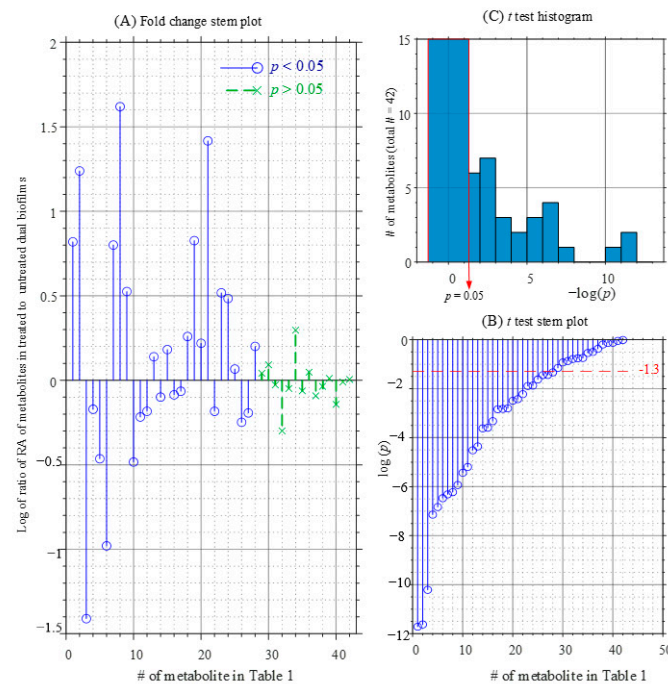 (A) Fold change stem plot
2
1.5
1
0.5
0
−0.5
−1
−1.5
Log of ratio of RA of metabolites in treated to untreated dual biofilms
p < 0.05
p > 0.05
0 10 20 30 40
# of metabolite in Table 1
(C) t test histogram
15
10
5
0
# of metabolites (total # = 42)
0 5 10
p = 0.05
−log(p)
(B) t test stem plot
0
−2
−4
−6
−8
−10
−12
log (p)
-1.3
0 10 20 30 40 50
# of metabolite in Table 1